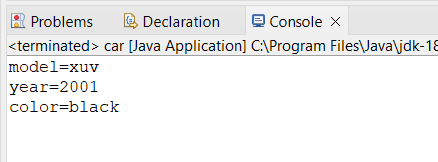 Problems Declaration Console
<terminated> car [Java Application] C:\Program Files\Java\jdk-18
model=xuv
year=2001
color=black